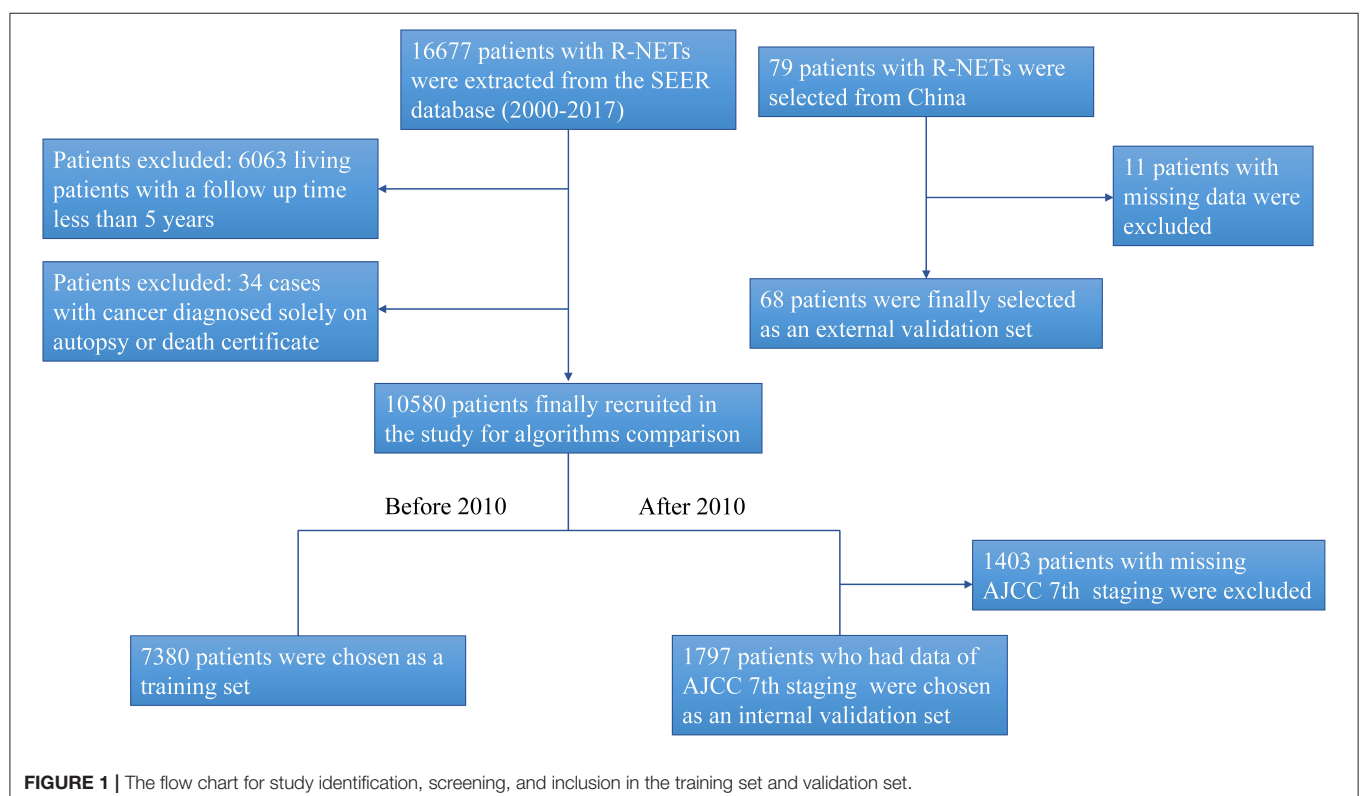 16677 patients with R-NETs
were extracted from the SEER
database (2000-2017)
79 patients with R-NETs were
selected from China
Patients excluded: 6063 living
patients with a follow up time
less than 5 years
11 patients with
missing data were
excluded
Patients excluded: 34 cases
with cancer diagnosed solely on
autopsy or death certificate
68 patients were finally selected
as an external validation set
10580 patients finally recruited in
the study for algorithms comparison
Before 2010
After 2010
1403 patients with missing
AJCC 7th staging were excluded
7380 patients were chosen as a
training set
1797 patients who had data of
AJCC 7th staging were chosen
as an internal validation set
FIGURE 1 | The flow chart for study identification, screening, and inclusion in the training set and validation set.